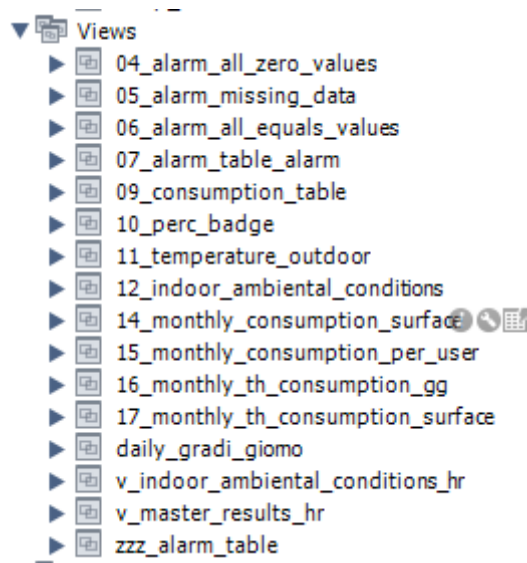 Views
04_alarm_all_zero_values
05_alarm_missing_data
06_alarm_all_equals_values
07_alarm_table_alarm
09_consumption_table
10_perc_badge
11_temperature_outdoor
12_indoor_ambiental_conditions
14_monthly_consumption_surface
15_monthly_consumption_per_user
16_monthly_th_consumption_gg
17_monthly_th_consumption_surface
daily_gradi_giorno
v_indoor_ambiental_conditions_hr
v_master_results_hr
zzz_alarm_table